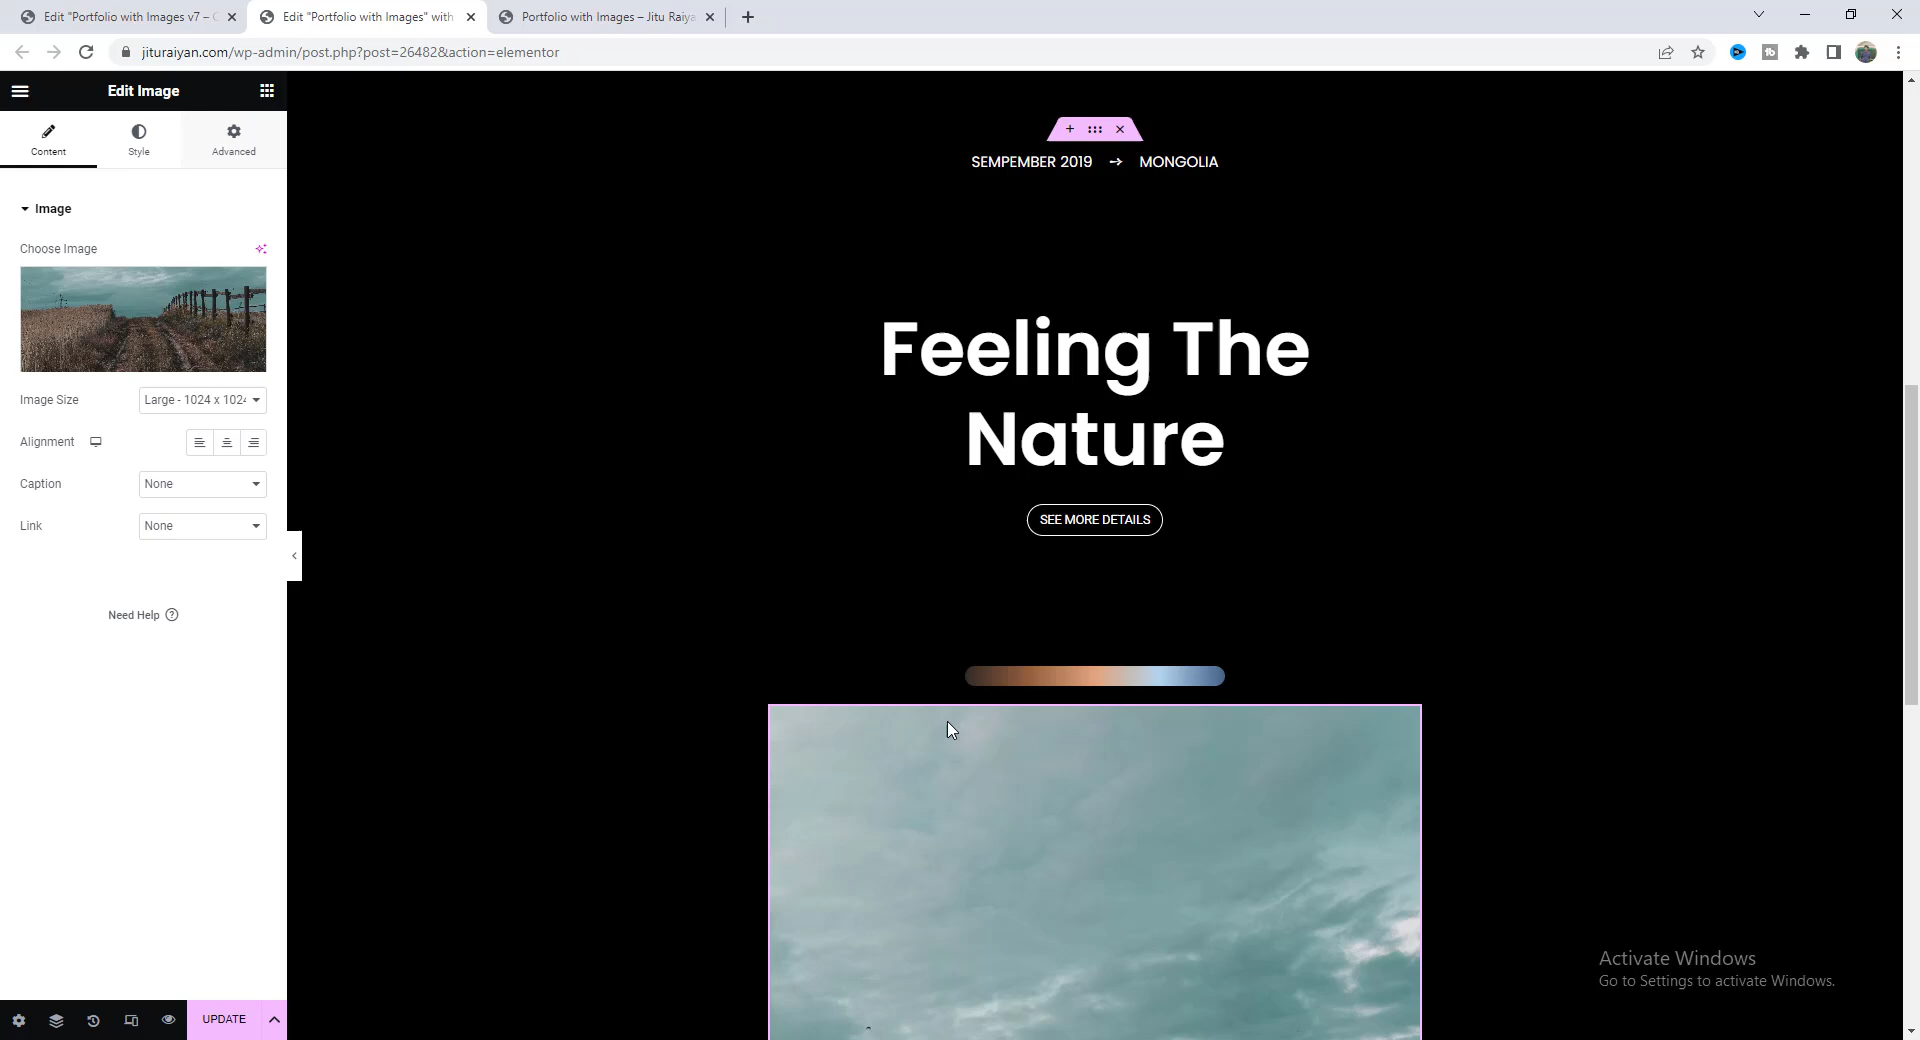 Edit "Portfolio with Images v7 –
Edit "Portfolio with Images" with
Portfolio with Images – Jitu Raiya
jituraiyan.com/wp-admin/post.php?post=26482&action=elementor
Edit Image
Content
Style
Advanced
Image
Choose Image
Image Size
Large - 1024 x 1024
Alignment
Caption
None
Link
None
Need Help
UPDATE
SEMPEMBER 2019 MONGOLIA
Feeling The
Nature
SEE MORE DETAILS
Activate Windows
Go to Settings to activate Windows.